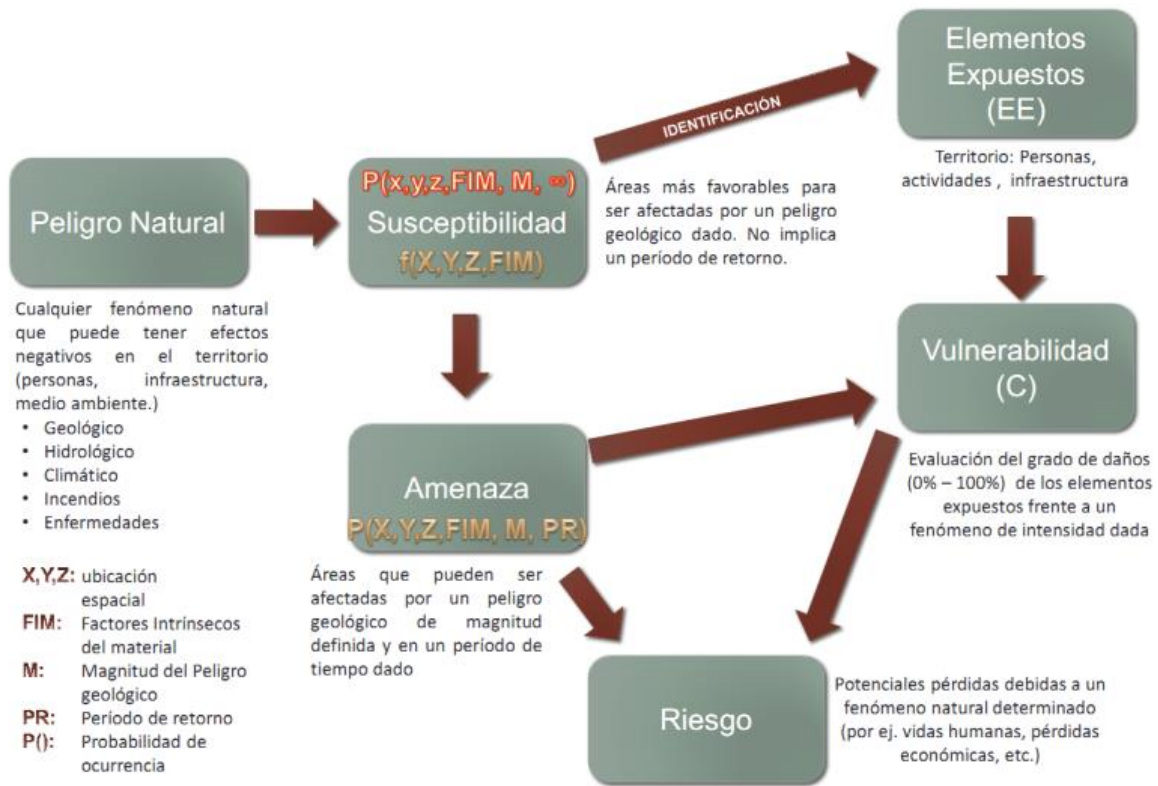 Elementos
Expuestos
(EE)
IDENTIFICACIÓN
Territorio: Personas,
actividades , infraestructura
Peligro Natural
P(x,y,z,FIM, M, ∞)
Susceptibilidad
f(X,Y,Z,FIM)
Áreas más favorables para
ser afectadas por un peligro
geológico dado. No implica
un período de retorno.
Cualquier fenómeno natural
que puede tener efectos
negativos en el territorio
(personas, infraestructura,
medio ambiente.)
• Geológico
• Hidrológico
• Climático
• Incendios
• Enfermedades
Vulnerabilidad
(C)
Evaluación del grado de daños
(0% – 100%) de los elementos
expuestos frente a un
fenómeno de intensidad dada
Amenaza
P(X,Y,Z,FIM, M, PR)
Áreas que pueden ser
afectadas por un peligro
geológico de magnitud
definida y en un período de
tiempo dado
X,Y,Z: ubicación
espacial
FIM: Factores Intrínsecos
del material
M: Magnitud del Peligro
geológico
PR: Período de retorno
P(): Probabilidad de
ocurrencia
Riesgo
Potenciales pérdidas debidas a un
fenómeno natural determinado
(por ej. vidas humanas, pérdidas
económicas, etc.)